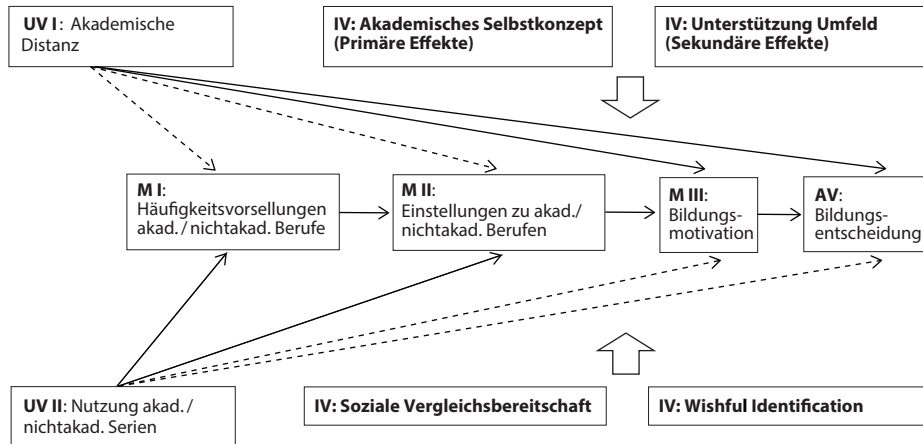 UV I: Akademische
Distanz
IV: Akademisches Selbstkonzept
(Primäre Effekte)
IV: Unterstützung Umfeld
(Sekundäre Effekte)
M I:
Häufigkeitsvorsellungen
akad. / nichtakad. Berufe
M II:
Einstellungen zu akad./
nichtakad. Berufen
M III:
Bildungs-
motivation
AV:
Bildungs-
entscheidung
UV II: Nutzung akad. /
nichtakad. Serien
IV: Soziale Vergleichsbereitschaft
IV: Wishful Identification